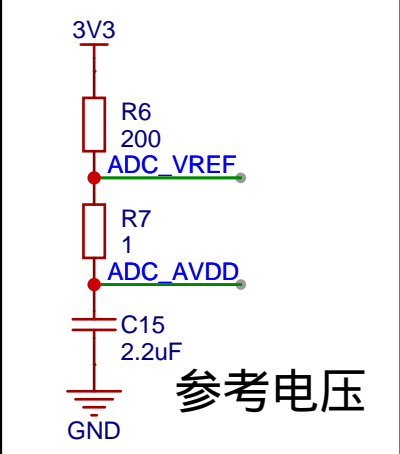 3V3
R6
200
ADC_VREF
R7
1
ADC_AVDD
C15
2.2uF
参考电压
GND